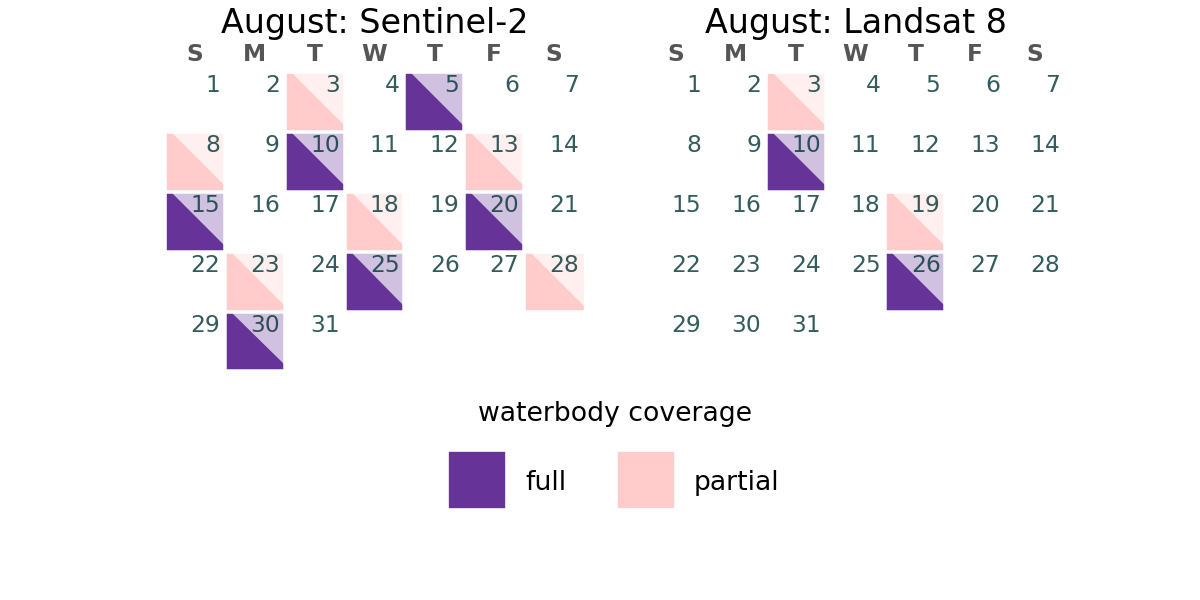 August: Sentinel-2
S M T W T F S
1 2 3 4 5 6 7
8 9 10 11 12 13 14
15 16 17 18 19 20 21
22 23 24 25 26 27 28
29 30 31
August: Landsat 8
S M T W T F S
1 2 3 4 5 6 7
8 9 10 11 12 13 14
15 16 17 18 19 20 21
22 23 24 25 26 27 28
29 30 31
waterbody coverage
full partial